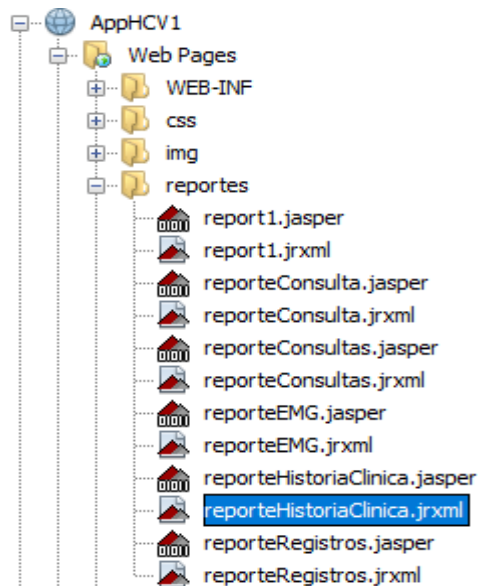 AppHCV1
Web Pages
WEB-INF
css
img
reportes
report1.jasper
report1.jrxml
reporteConsulta.jasper
reporteConsulta.jrxml
reporteConsultas.jasper
reporteConsultas.jrxml
reporteEMG.jasper
reporteEMG.jrxml
reporteHistoriaClinica.jasper
reporteHistoriaClinica.jrxml
reporteRegistros.jasper
reporteRegistros.jrxml